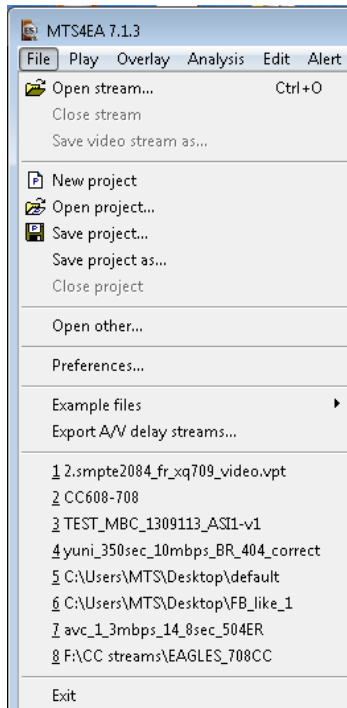 MTS4EA 7.1.3
File Play Overlay Analysis Edit Alert
Open stream... Ctrl+O
Close stream
Save video stream as...
New project
Open project...
Save project...
Save project as...
Close project
Open other...
Preferences...
Example files
Export A/V delay streams...
1 2.smpte2084_fr_xq709_video.vpt
2 CC608-708
3 TEST_MBC_1309113_ASI1-v1
4 yuni_350sec_10mbps_BR_404_correct
5 C:\Users\MTS\Desktop\default
6 C:\Users\MTS\Desktop\FB_like_1
7 avc_1_3mbps_14_8sec_504ER
8 F:\CC streams\EAGLES_708CC
Exit